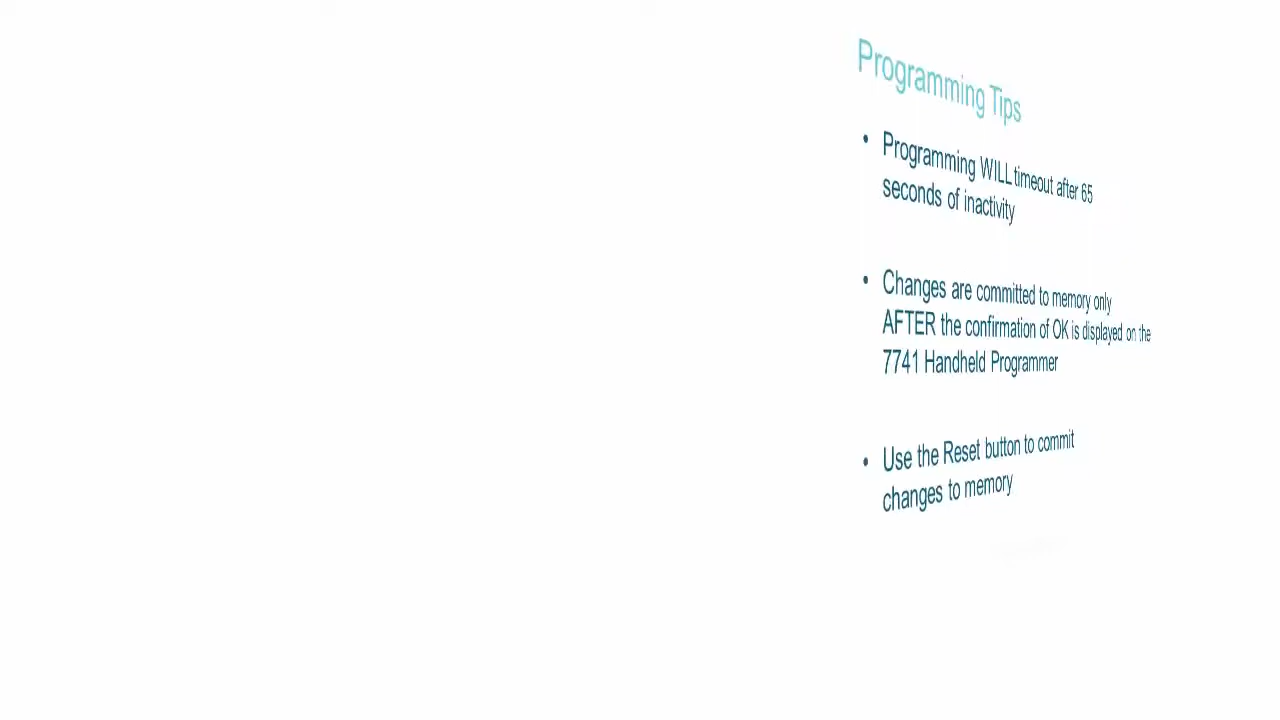 Programming Tips
• Programming WILL timeout after 65
seconds of inactivity
• Changes are committed to memory only
AFTER the confirmation of OK is displayed on the
7741 Handheld Programmer
• Use the Reset button to commit
changes to memory